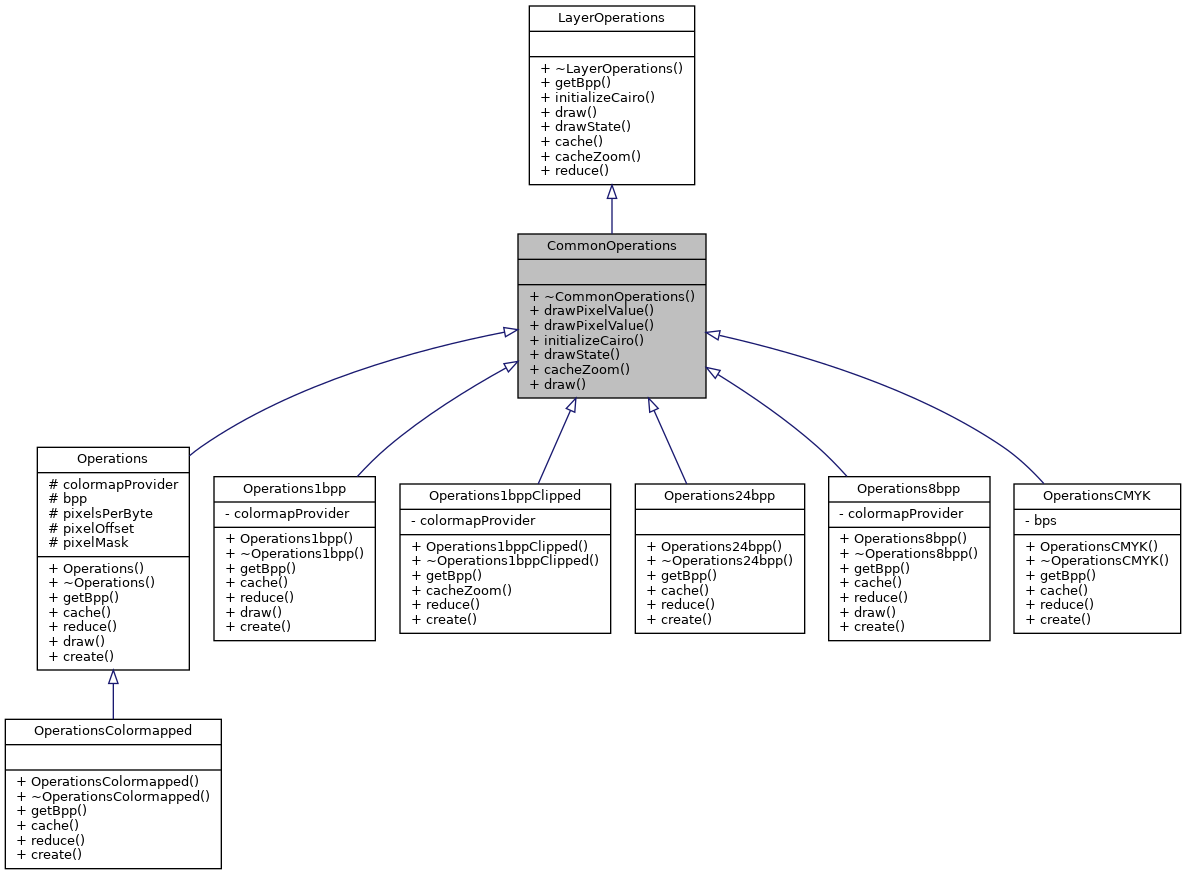 LayerOperations
+ ~LayerOperations()
+ getBpp()
+ initializeCairo()
+ draw()
+ drawState()
+ cache()
+ cacheZoom()
+ reduce()
CommonOperations
+ ~CommonOperations()
+ drawPixelValue()
+ drawPixelValue()
+ initializeCairo()
+ drawState()
+ cacheZoom()
+ draw()
Operations
# colormapProvider
# bpp
# pixelsPerByte
# pixelOffset
# pixelMask
+ Operations()
+ ~Operations()
+ getBpp()
+ cache()
+ reduce()
+ draw()
+ create()
Operations1bpp
- colormapProvider
+ Operations1bpp()
+ ~Operations1bpp()
+ getBpp()
+ cache()
+ reduce()
+ draw()
+ create()
Operations1bppClipped
- colormapProvider
+ Operations1bppClipped()
+ ~Operations1bppClipped()
+ getBpp()
+ cacheZoom()
+ reduce()
+ create()
Operations24bpp
+ Operations24bpp()
+ ~Operations24bpp()
+ getBpp()
+ cache()
+ reduce()
+ create()
Operations8bpp
- colormapProvider
+ Operations8bpp()
+ ~Operations8bpp()
+ getBpp()
+ cache()
+ reduce()
+ draw()
+ create()
OperationsCMYK
- bps
+ OperationsCMYK()
+ ~OperationsCMYK()
+ getBpp()
+ cache()
+ reduce()
+ create()
OperationsColormapped
+ OperationsColormapped()
+ ~OperationsColormapped()
+ getBpp()
+ cache()
+ reduce()
+ create()